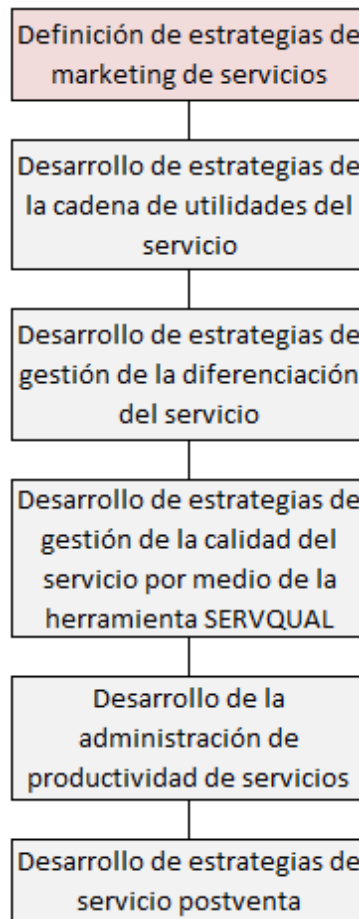 Definición de estrategias de
marketing de servicios
Desarrollo de estrategias de
la cadena de utilidades del
servicio
Desarrollo de estrategias de
gestión de la diferenciación
del servicio
Desarrollo de estrategias de
gestión de la calidad del
servicio por medio de la
herramienta SERVQUAL
Desarrollo de la
administración de
productividad de servicios
Desarrollo de estrategias de
servicio postventa